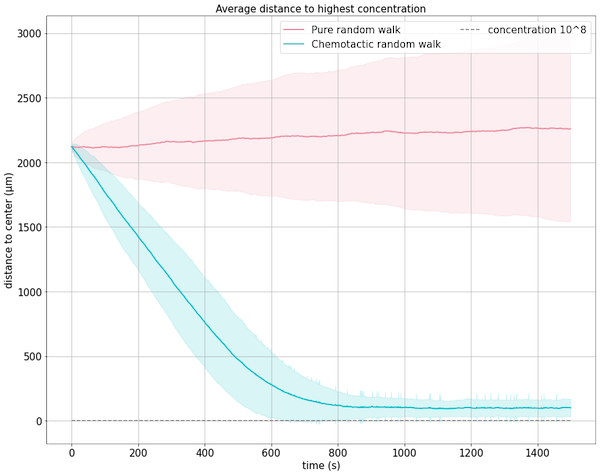 Average distance to highest concentration
Pure random walk
Chemotactic random walk
concentration 10^8
distance to center (μm)
3000
2500
2000
1500
1000
500
0
0 200 400 600 800 1000 1200 1400
time (s)